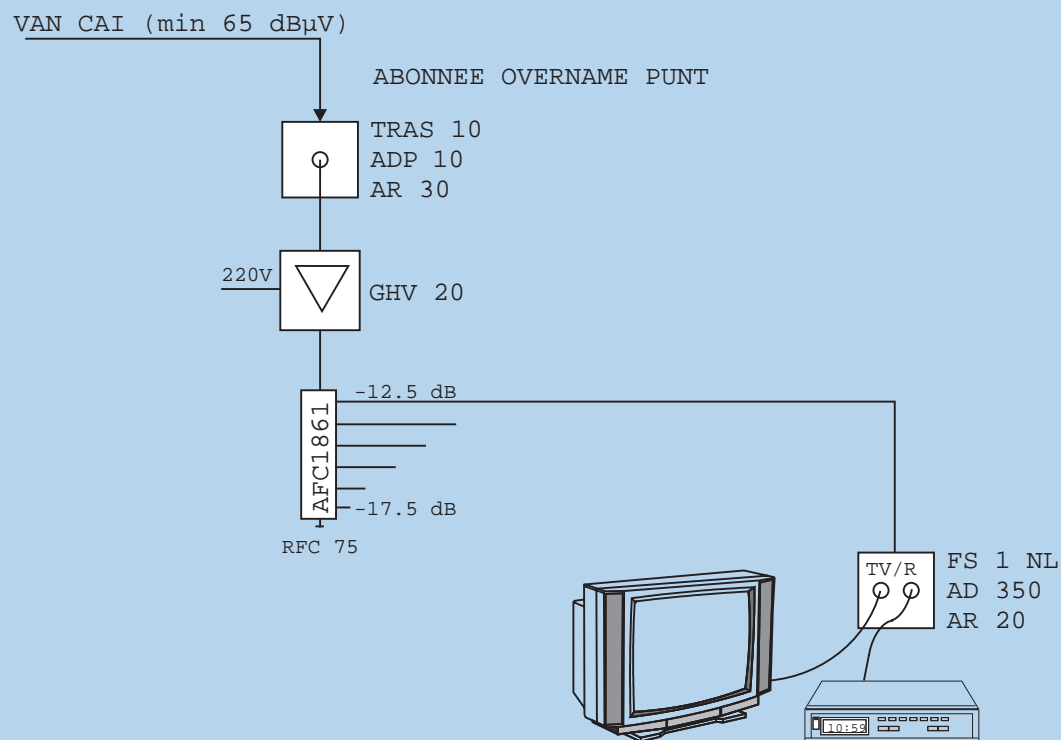 VAN CAI (min 65 dBµV)
ABONNEE OVERNAME PUNT
TRAS 10
ADP 10
AR 30
220V
GHV 20
-12.5 dB
AFC1861
-17.5 dB
RFC 75
TV/R
FS 1 NL
AD 350
AR 20
10:59